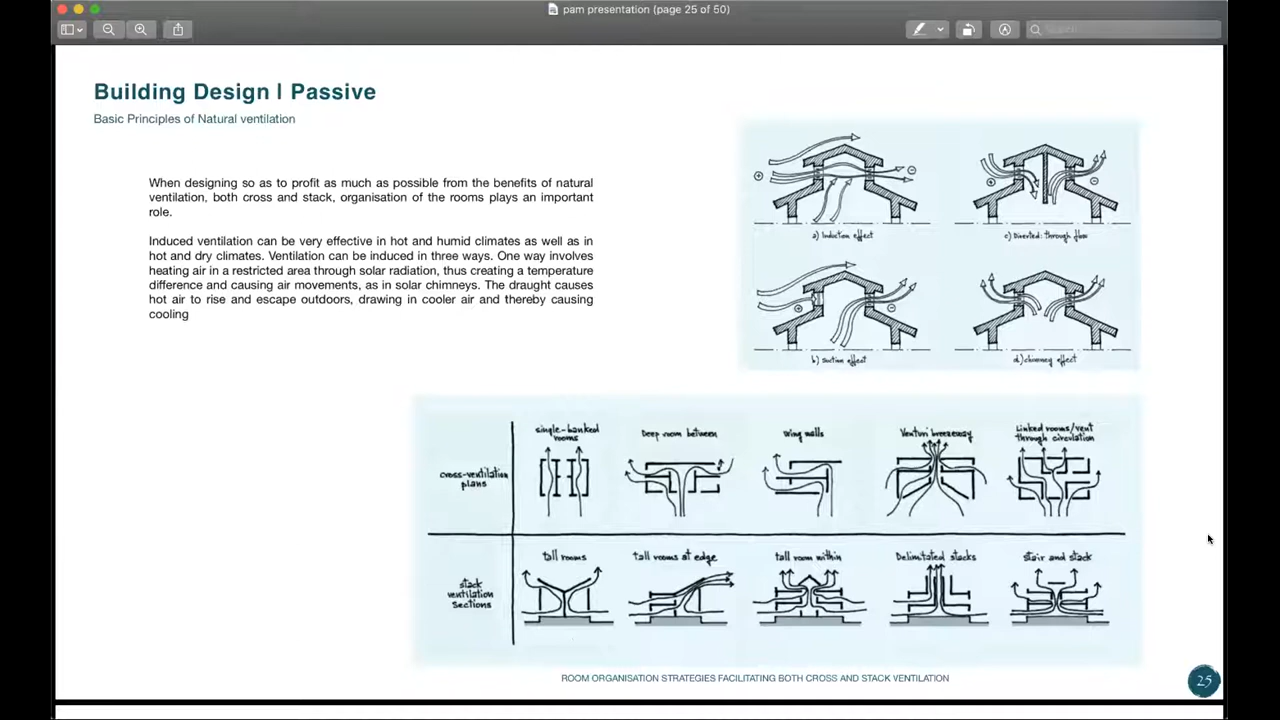 pam presentation (page 25 of 50)
Search
Building Design | Passive
Basic Principles of Natural ventilation
When designing so as to profit as much as possible from the benefits of natural
ventilation, both cross and stack, organisation of the rooms plays an important
role.
Induced ventilation can be very effective in hot and humid climates as well as in
hot and dry climates. Ventilation can be induced in three ways. One way involves
heating air in a restricted area through solar radiation, thus creating a temperature
difference and causing air movements, as in solar chimneys. The draught causes
hot air to rise and escape outdoors, drawing in cooler air and thereby causing
cooling
a) Induction effect
c) Diverted: through flow
b) Suction effect
d) chimney effect
single-banked
rooms
Deep room between
Wing walls
Venturi breezeway
Linked rooms/vent
through circulation
cross-ventilation
plans
tall rooms
tall rooms at edge
tall room within
Delimitated stacks
Stair and stack
stack
ventilation
Sections
ROOM ORGANISATION STRATEGIES FACILITATING BOTH CROSS AND STACK VENTILATION
25